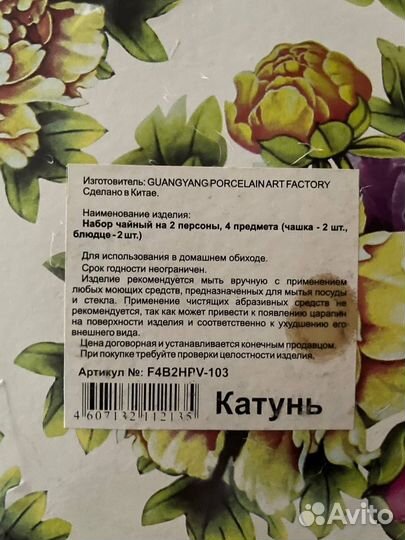 Изготовитель: GUANGYANG PORCELAIN ART FACTORY
Сделано в Китае.
Наименование изделия:
Набор чайный на 2 персоны, 4 предмета (чашка - 2 шт.,
блюдце - 2 шт.)
Для использования в домашнем обиходе.
Срок годности неограничен.
Изделие рекомендуется мыть вручную с применением
любых моющих средств, предназначенных для мытья посуды
и стекла. Применение чистящих абразивных средств не
рекомендуется, так как может привести к появлению царапин
на поверхности изделия и соответственно к ухудшению его
внешнего вида.
Цена договорная и устанавливается конечным продавцом.
При покупке требуйте проверки целостности изделия.
Артикул №: F4B2HPV-103
4607132112135
Катунь
Avito